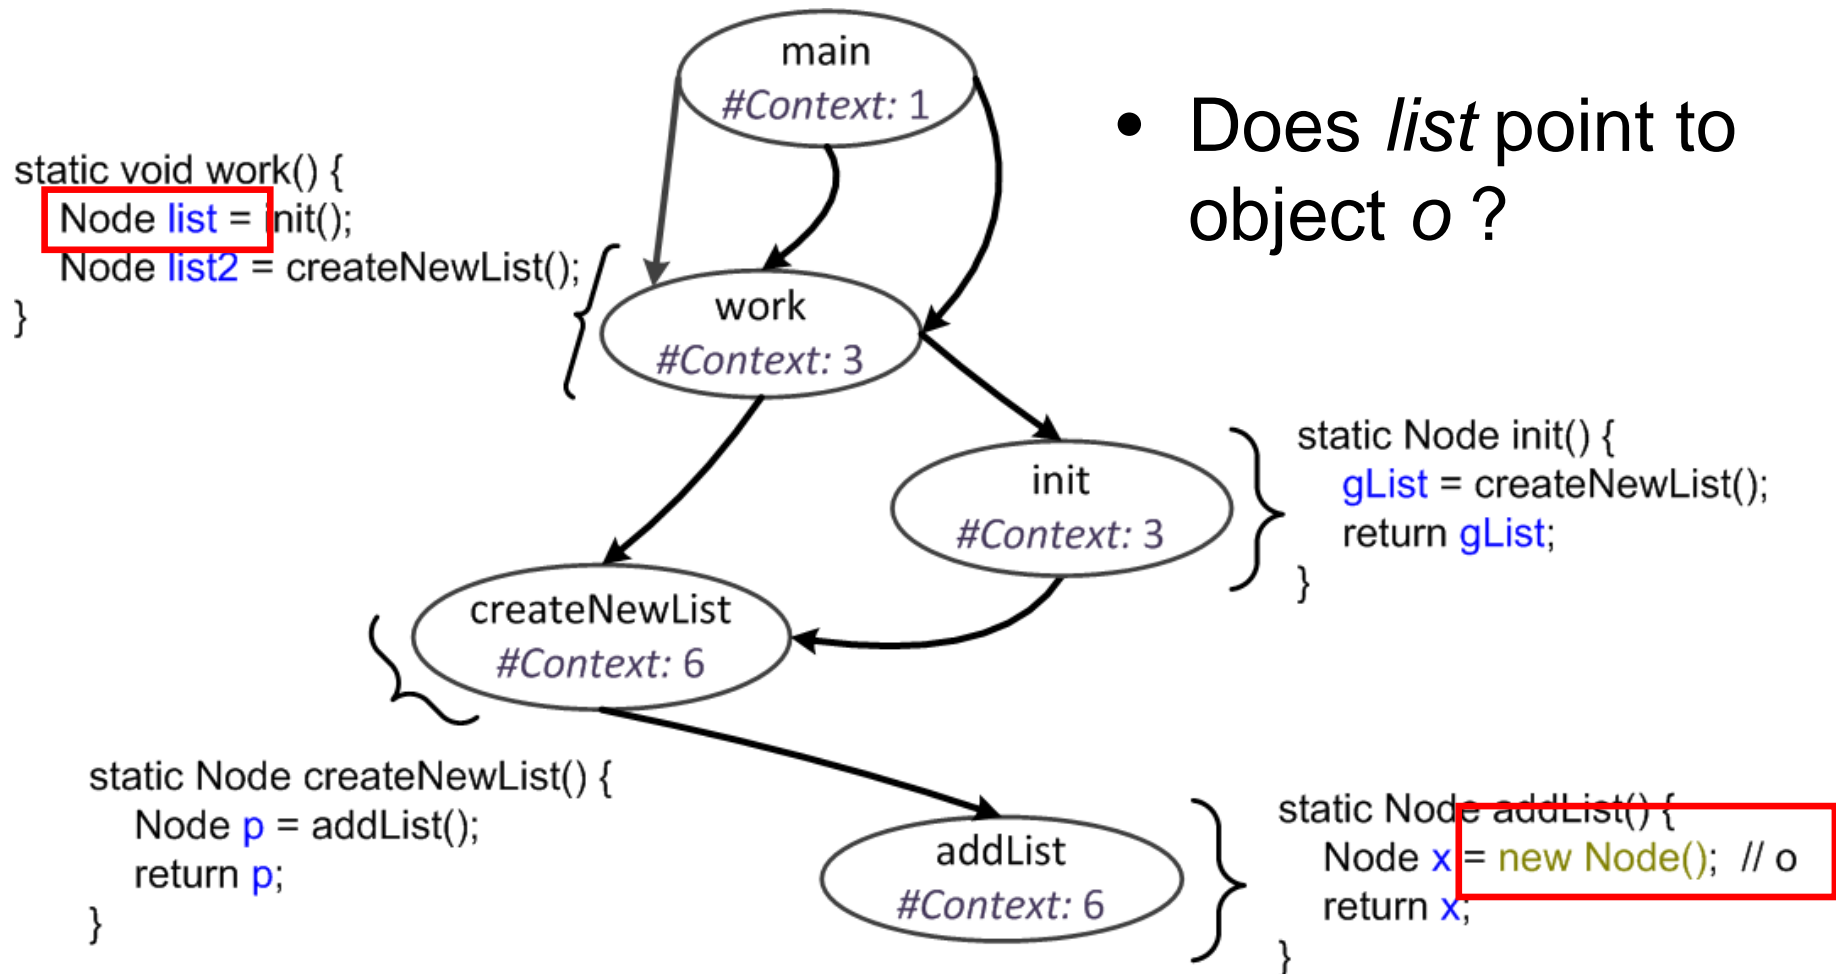 main
#Context: 1
• Does list point to
object o ?
static void work() {
Node list = init();
Node list2 = createNewList();
}
work
#Context: 3
static Node init() {
gList = createNewList();
return gList;
}
init
#Context: 3
createNewList
#Context: 6
static Node createNewList() {
Node p = addList();
return p;
}
addList
#Context: 6
static Node addList() {
Node x = new Node(); // o
return x;
}